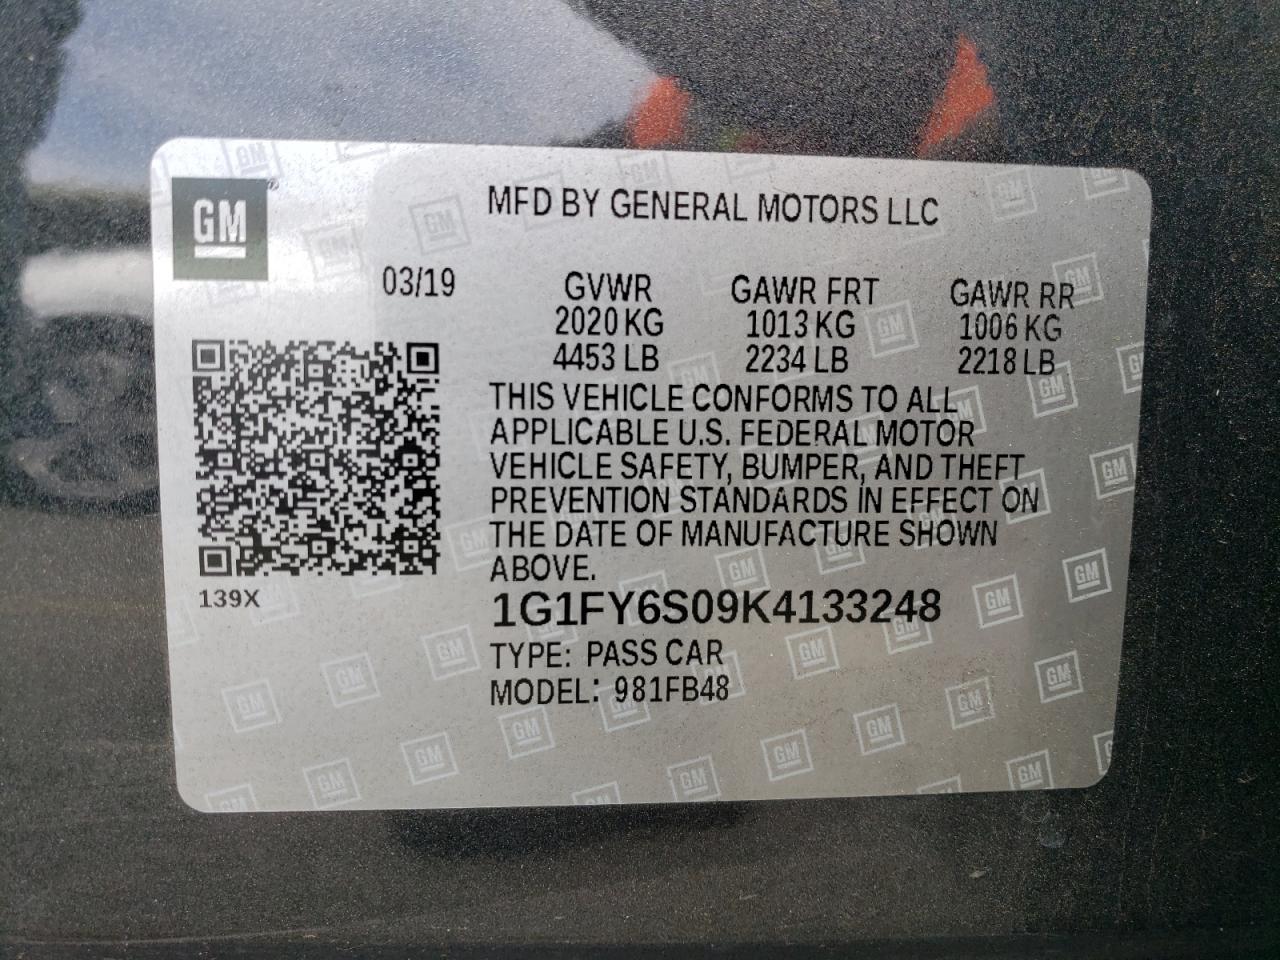 GM
MFD BY GENERAL MOTORS LLC
03/19 GVWR GAWR FRT GAWR RR
2020 KG 1013 KG 1006 KG
4453 LB 2234 LB 2218 LB
THIS VEHICLE CONFORMS TO ALL
APPLICABLE U.S. FEDERAL MOTOR
VEHICLE SAFETY, BUMPER, AND THEFT
PREVENTION STANDARDS IN EFFECT ON
THE DATE OF MANUFACTURE SHOWN
ABOVE.
139X
1G1FY6S09K4133248
TYPE: PASS CAR
MODEL: 981FB48